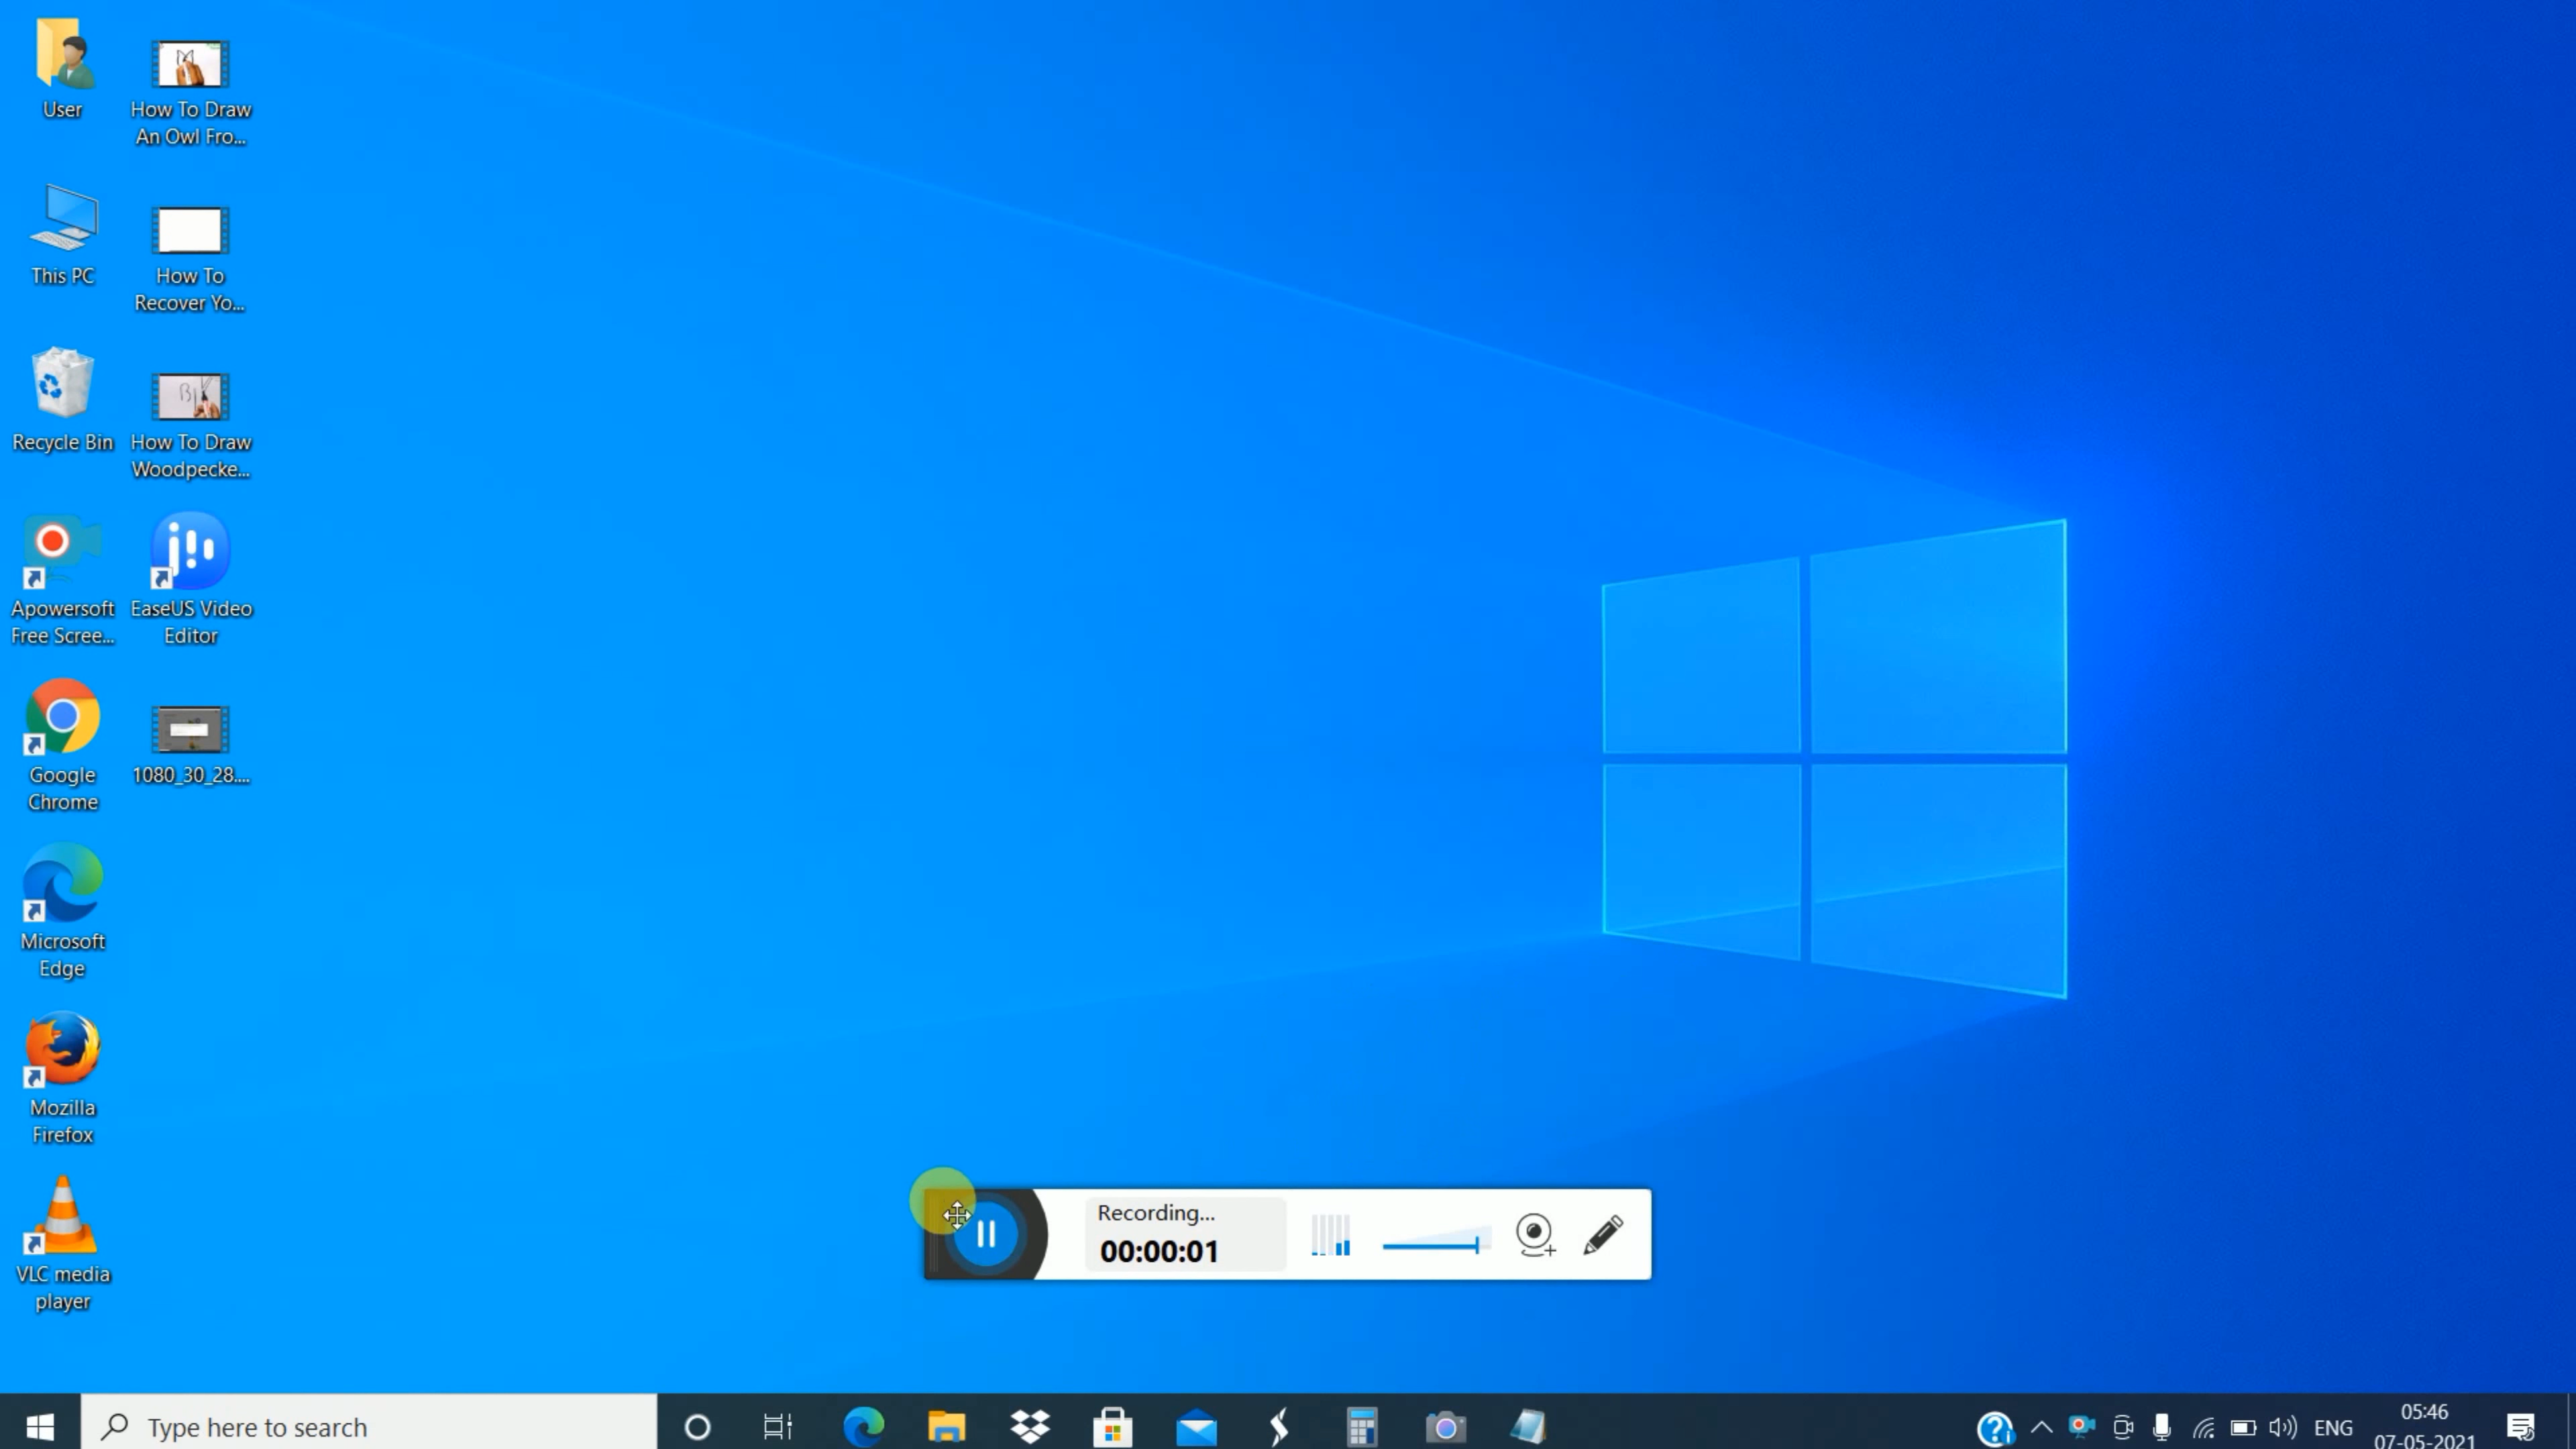 User
How To Draw
An Owl Fro...
This PC
How To
Recover Yo...
Recycle Bin
How To Draw
Woodpecke...
Apowersoft
Free Scree...
EaseUS Video
Editor
Google
Chrome
1080_30_28....
Microsoft
Edge
Mozilla
Firefox
VLC media
player
Recording...
00:00:01
Type here to search
ENG
05:46
07-05-2021